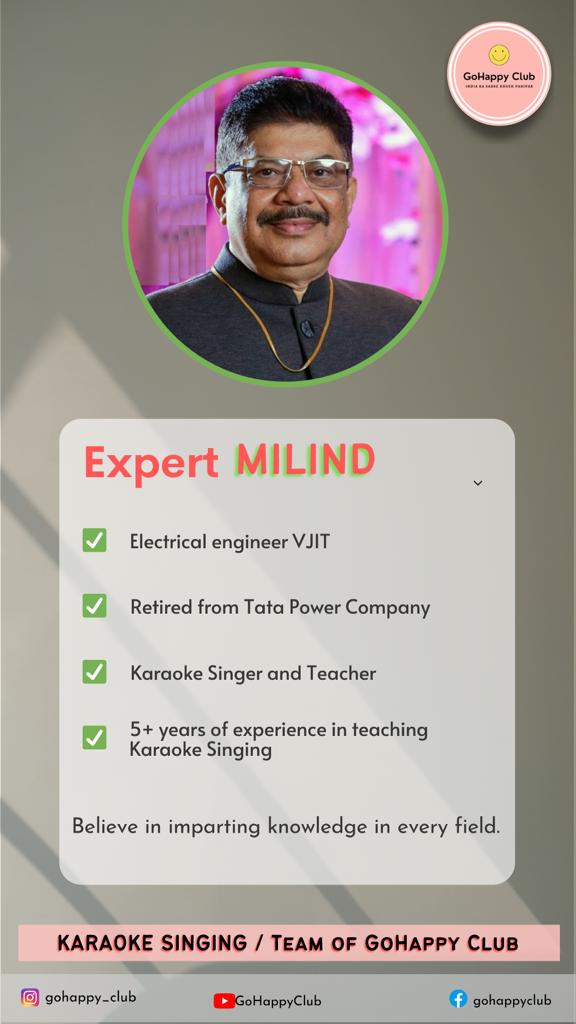 GoHappy Club
INDIA KA SABSE KHUSH PARIVAR
Expert MILIND
Electrical engineer VJIT
Retired from Tata Power Company
Karaoke Singer and Teacher
5+ years of experience in teaching
Karaoke Singing
Believe in imparting knowledge in every field.
KARAOKE SINGING / TEAM OF GOHAPPY CLUB
gohappy_club
GoHappyClub
gohappyclub